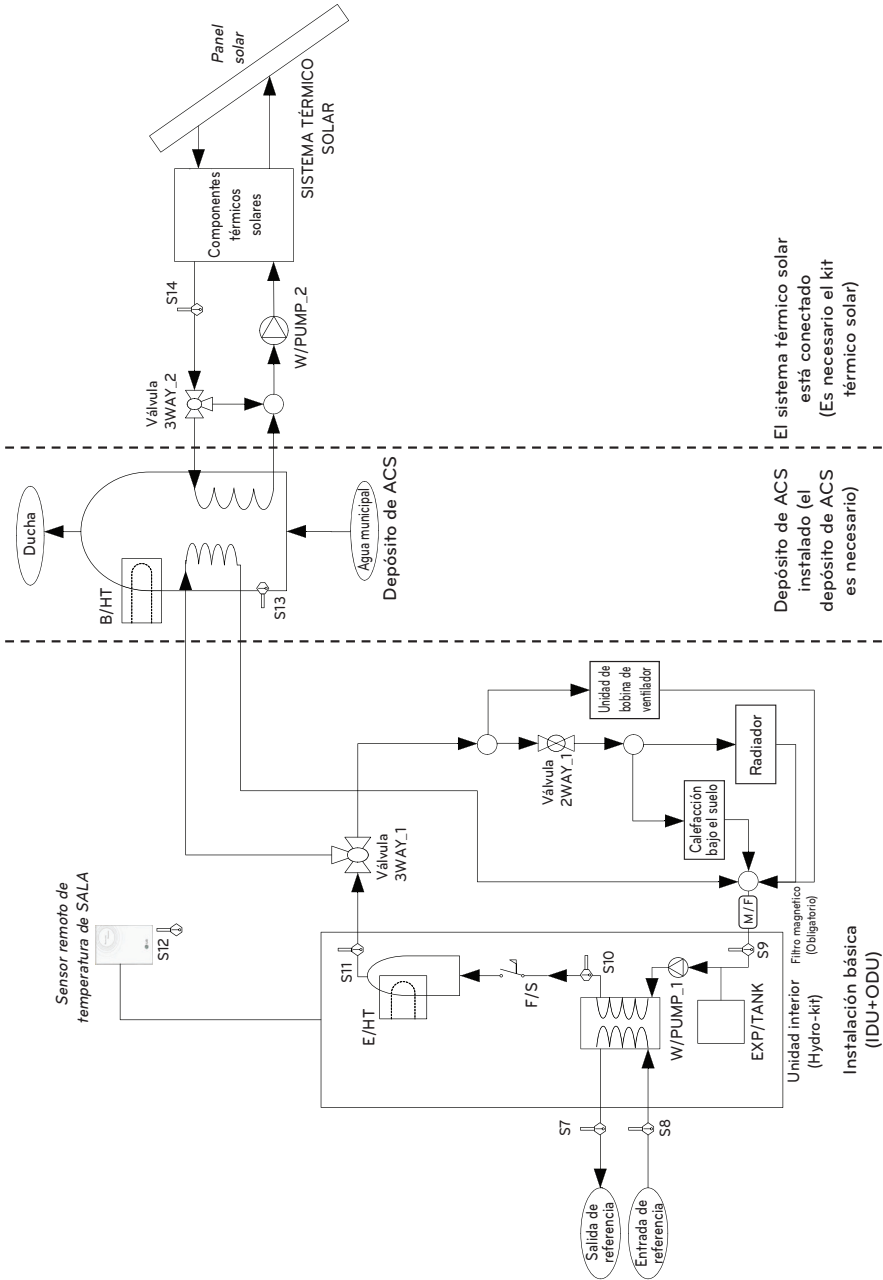 Panel
solar
SISTEMA TÉRMICO
SOLAR
Componentes
térmicos
solares
S14
Válvula
3WAY_2
W/PUMP_2
El sistema térmico solar
está conectado
(Es necesario el kit
térmico solar)
Ducha
B/HT
S13
Agua municipal
Depósito de ACS
Depósito de ACS
instalado (el
depósito de ACS
es necesario)
Unidad de
bobina de
ventilador
Válvula
2WAY_1
Radiador
Calefacción
bajo el suelo
Válvula
3WAY_1
M/F
Filtro magnetico
(Obligatorio)
Sensor remoto de
temperatura de SALA
S12
LG
S11
E/HT
F/S
S10
W/PUMP_1
S9
EXP/TANK
Unidad interior
(Hydro-kit)
Instalación básica
(IDU+ODU)
S7
S8
Salida de
referencia
Entrada de
referencia